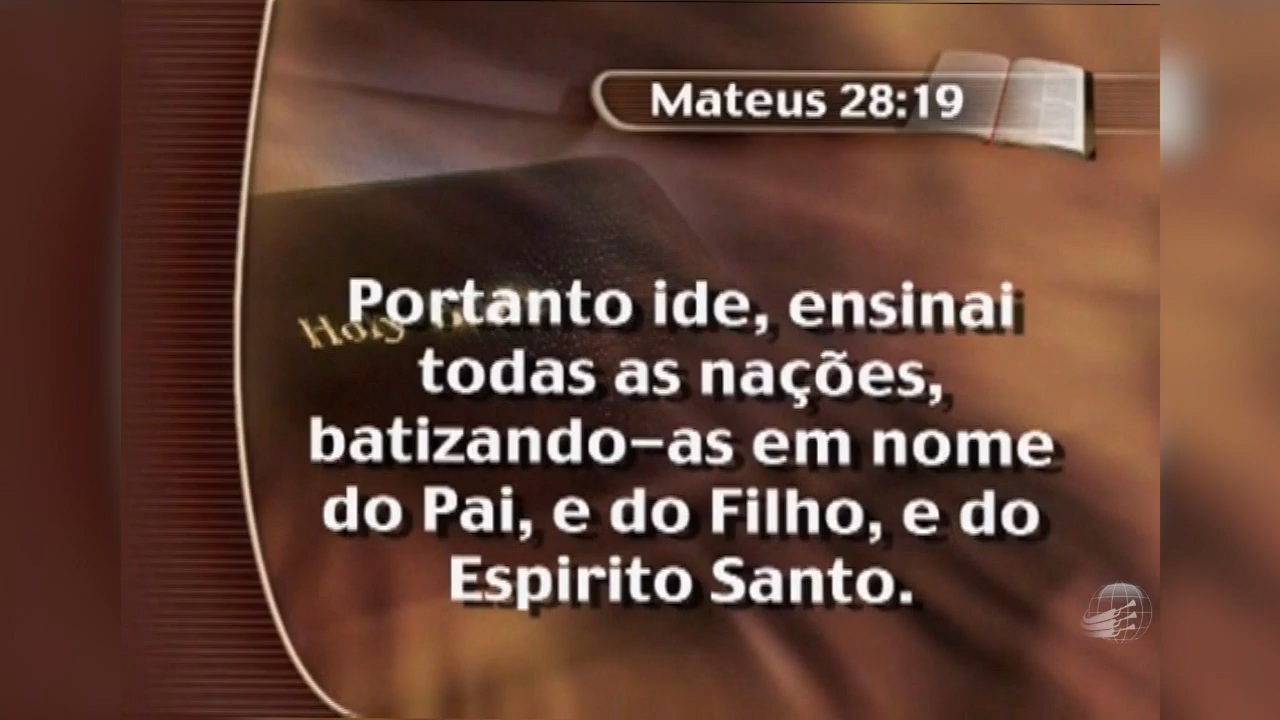 Mateus 28:19
Portanto ide, ensinai
Holy
todas as nações,
batizando-as em nome
do Pai, e do Filho, e do
Espirito Santo.